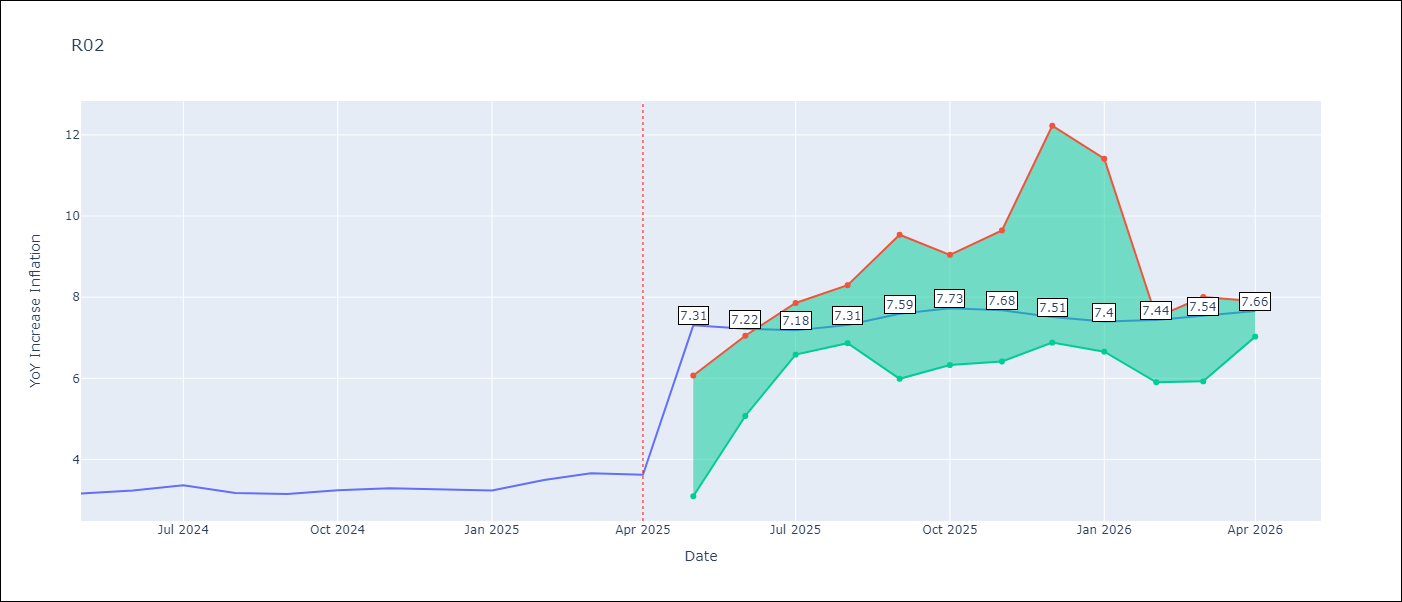 R02
YoY Increase Inflation
12
10
8
6
4
7.31
7.22
7.18
7.31
7.59
7.73
7.68
7.51
7.4
7.44
7.54
7.66
Jul 2024
Oct 2024
Jan 2025
Apr 2025
Jul 2025
Oct 2025
Jan 2026
Apr 2026
Date